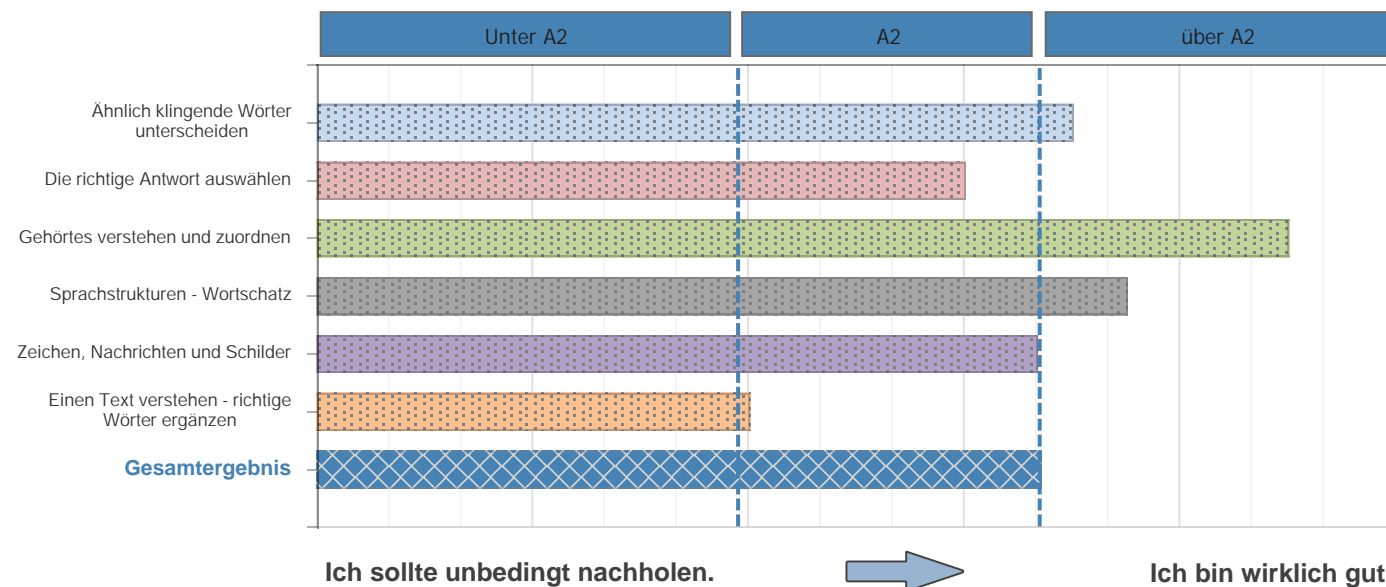 Unter A2
A2
über A2
Ähnlich klingende Wörter
unterscheiden
Die richtige Antwort auswählen
Gehörtes verstehen und zuordnen
Sprachstrukturen - Wortschatz
Zeichen, Nachrichten und Schilder
Einen Text verstehen - richtige
Wörter ergänzen
Gesamtergebnis
Ich sollte unbedingt nachholen.
Ich bin wirklich gut